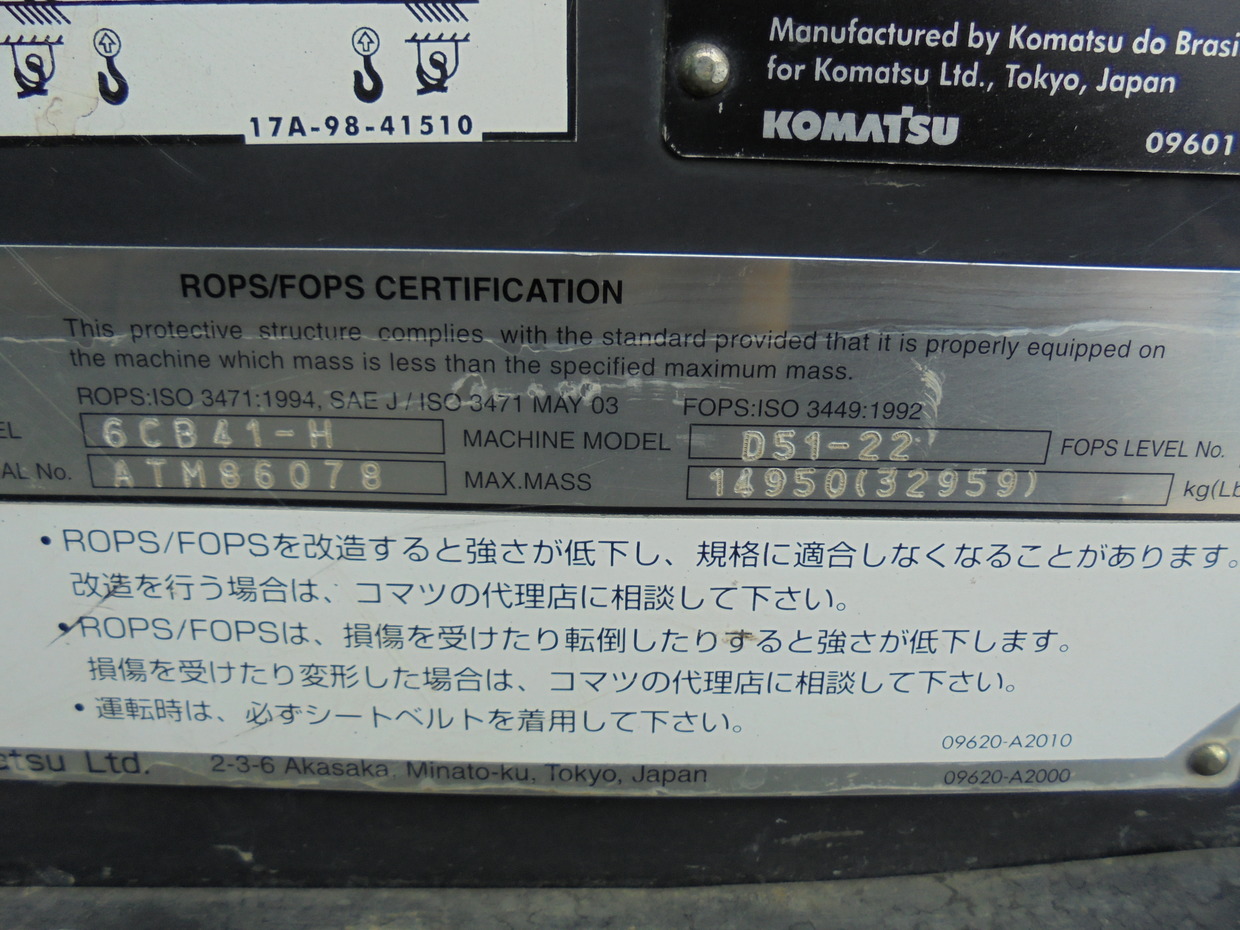 17A-98-41510
Manufactured by Komatsu do Brasi
for Komatsu Ltd., Tokyo, Japan
KOMATSU
09601
ROPS/FOPS CERTIFICATION
This protective structure complies with the standard provided that it is properly equipped on
the machine which mass is less than the specified maximum mass.
ROPS:ISO 3471:1994, SAE J / ISO 3471 MAY 03 FOPS:ISO 3449:1992
EL 6CB41-H MACHINE MODEL D51-22 FOPS LEVEL No.
AL No. ATM86078 MAX.MASS 14950(32959) kg(Lb
•ROPS/FOPSを改造すると強さが低下し、規格に適合しなくなることがあります。
改造を行う場合は、コマツの代理店に相談して下さい。
•ROPS/FOPSは、損傷を受けたり転倒したりすると強さが低下します。
損傷を受けたり変形した場合は、コマツの代理店に相談して下さい。
•運転時は、必ずシートベルトを着用して下さい。
09620-A2010
atsu Ltd. 2-3-6 Akasaka, Minato-ku, Tokyo, Japan 09620-A2000